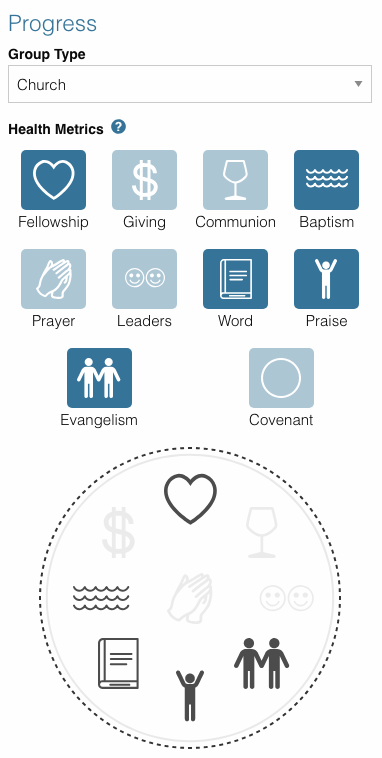 Progress
Group Type
Church
Health Metrics ?
Fellowship Giving Communion Baptism
Prayer Leaders Word Praise
Evangelism Covenant